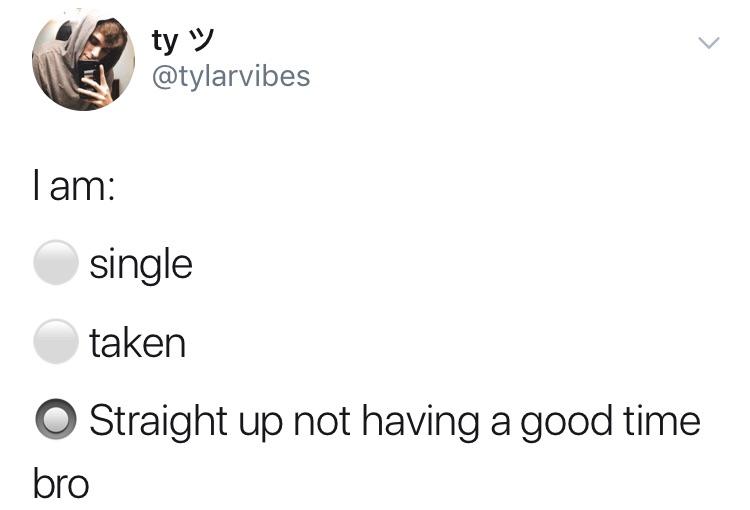 ty ツ
@tylarvibes
I am:
⚪ single
⚪ taken
🔘 Straight up not having a good time
bro